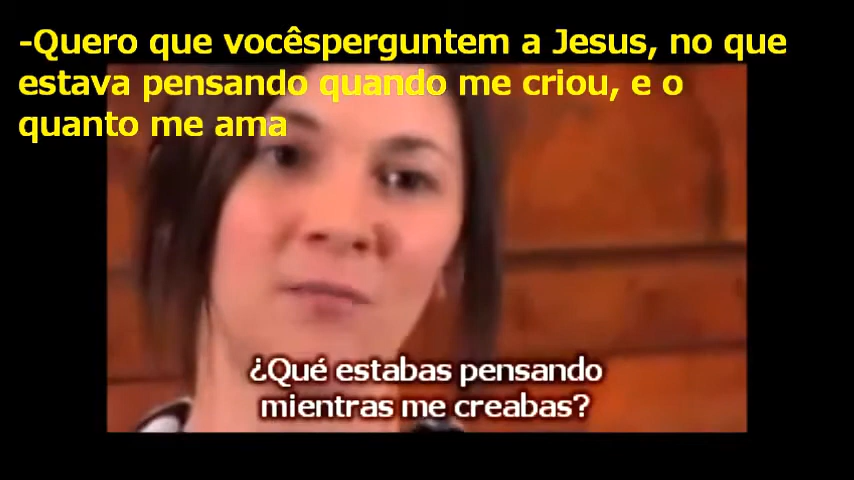 -Quero que vocêsperguntem a Jesus, no que
estava pensando quando me criou, e o
quanto me ama
¿Qué estabas pensando
mientras me creabas?